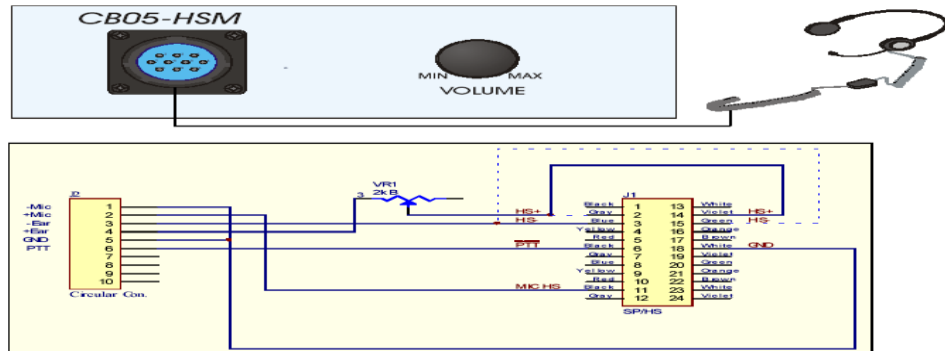 CB05-HSM
MIN MAX
VOLUME
J2
-Mic 1
+Mic 2
-Ear 3
+Ear 4
GND 5
PTT 6
7
8
9
10
Circular Con.
VR1
3 2kB
J1
Black 1 13 White
HS+ Gray 2 14 Violet HS+
HS- Blue 3 15 Green HS-
Yellow 4 16 Orange
Red 5 17 Brown
PTT Black 6 18 White GND
Gray 7 19 Violet
Blue 8 20 Green
Yellow 9 21 Orange
Red 10 22 Brown
MIC HS Black 11 23 White
Gray 12 24 Violet
SP/HS